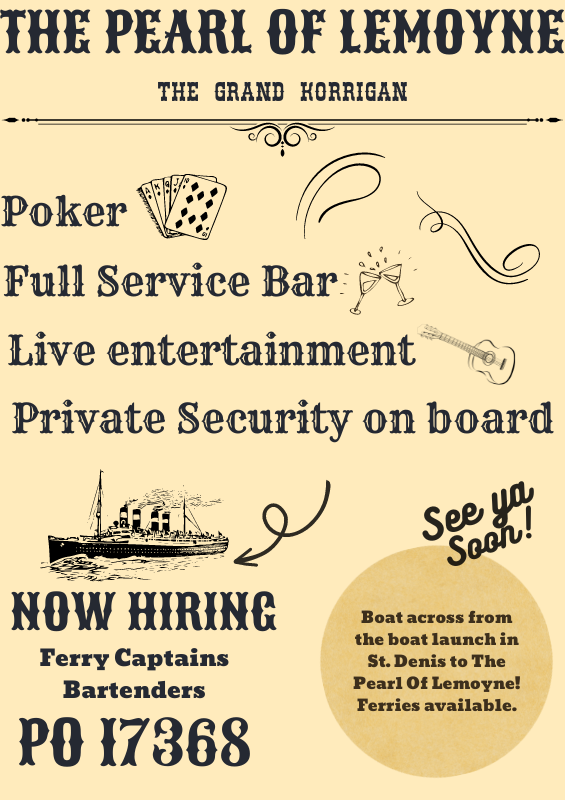 THE PEARL OF LEMOYNE
THE GRAND KORRIGAN
Poker
Full Service Bar
Live entertainment
Private Security on board
See ya
Soon!
NOW HIRING
Ferry Captains
Bartenders
PO 17368
Boat across from
the boat launch in
St. Denis to The
Pearl Of Lemoyne!
Ferries available.